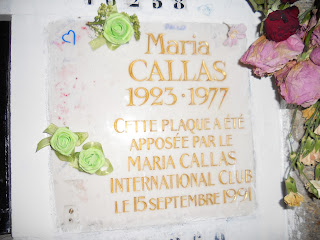 Maria
CALLAS
1923·1977
CETTE PLAQUE A ÉTÉ
APPOSÉE PAR LE
MARIA CALLAS
INTERNATIONAL CLUB
LE 15 SEPTEMBRE 1991